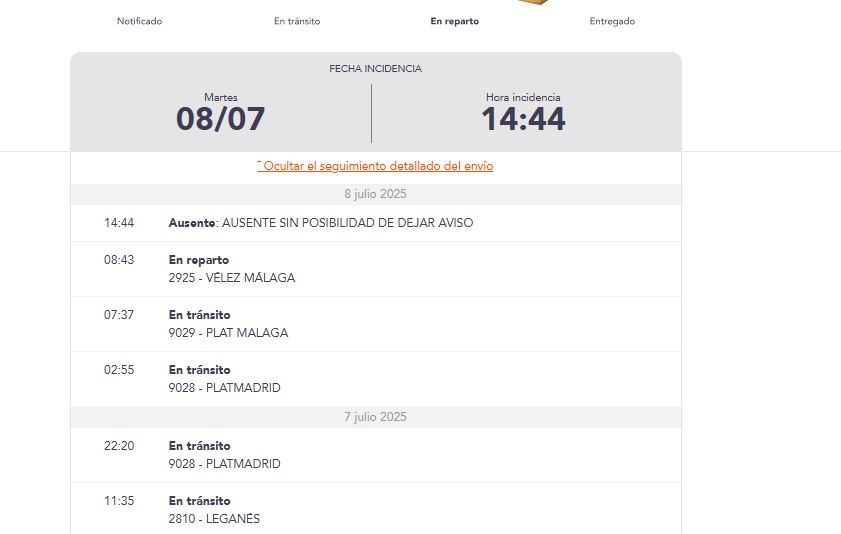 Notificado
En tránsito
En reparto
Entregado
FECHA INCIDENCIA
Martes
08/07
Hora incidencia
14:44
Ocultar el seguimiento detallado del envío
8 julio 2025
14:44 Ausente: AUSENTE SIN POSIBILIDAD DE DEJAR AVISO
08:43 En reparto
2925 - VÉLEZ MÁLAGA
07:37 En tránsito
9029 - PLAT MALAGA
02:55 En tránsito
9028 - PLATMADRID
7 julio 2025
22:20 En tránsito
9028 - PLATMADRID
11:35 En tránsito
2810 - LEGANÉS